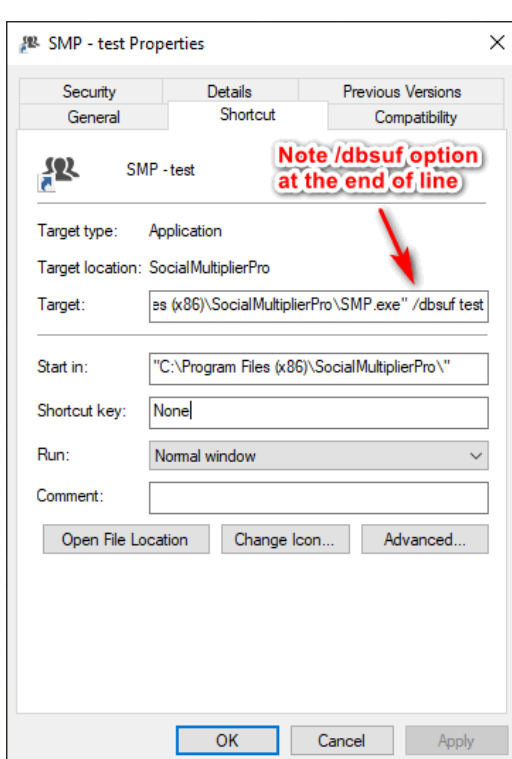 SMP - test Properties
Security Details Previous Versions
General Shortcut Compatibility
Note /dbsuf option
at the end of line
SMP - test
Target type: Application
Target location: SocialMultiplierPro
Target: es (x86)\SocialMultiplierPro\SMP.exe" /dbsuf test
Start in: "C:\Program Files (x86)\SocialMultiplierPro\"
Shortcut key: None
Run: Normal window
Comment:
Open File Location Change Icon... Advanced...
OK Cancel Apply